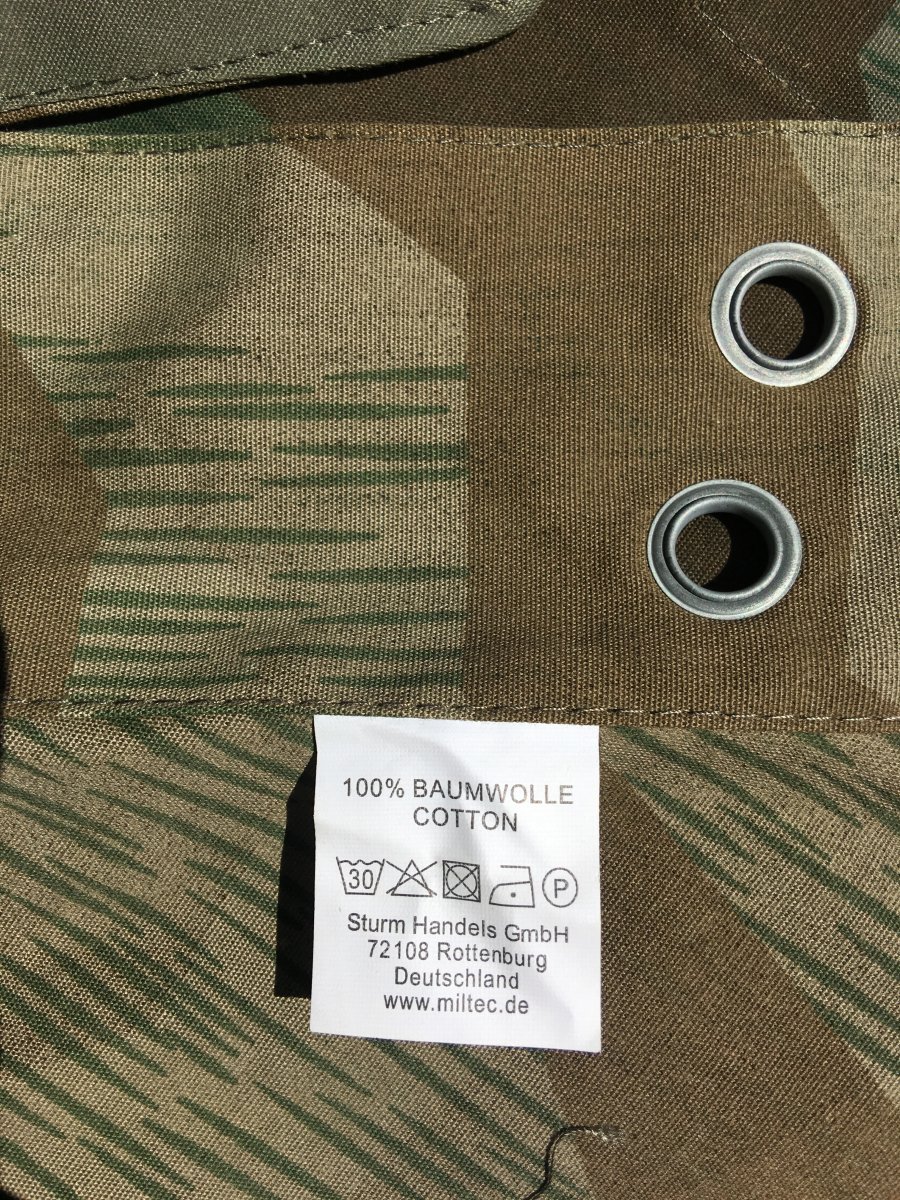 100% BAUMWOLLE
COTTON
30 P
Sturm Handels GmbH
72108 Rottenburg
Deutschland
www.miltec.de